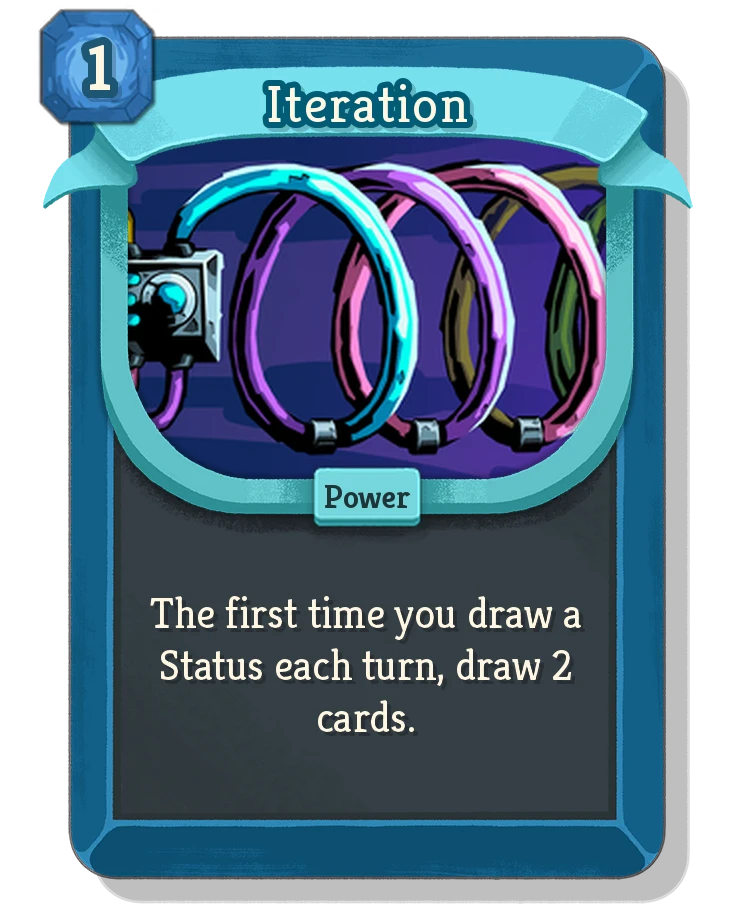 1
Iteration
Power
The first time you draw a
Status each turn, draw 2
cards.